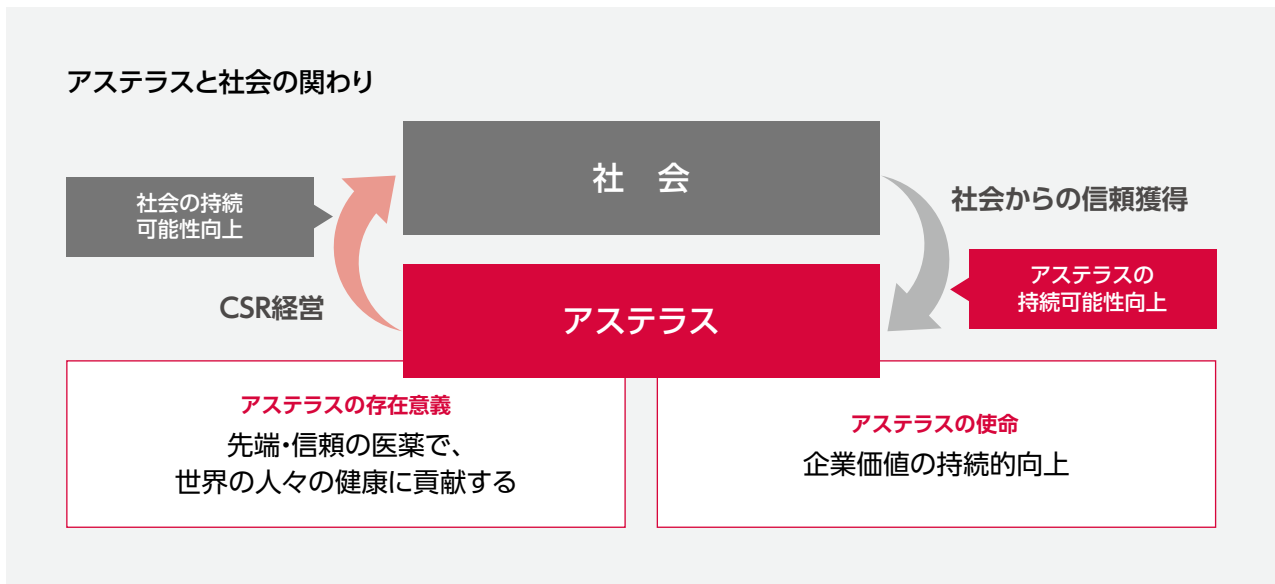 アステラスと社会の関わり
社　会
社会の持続
可能性向上
社会からの信頼獲得
CSR経営
アステラス
アステラスの
持続可能性向上
アステラスの存在意義
先端・信頼の医薬で、
世界の人々の健康に貢献する
アステラスの使命
企業価値の持続的向上